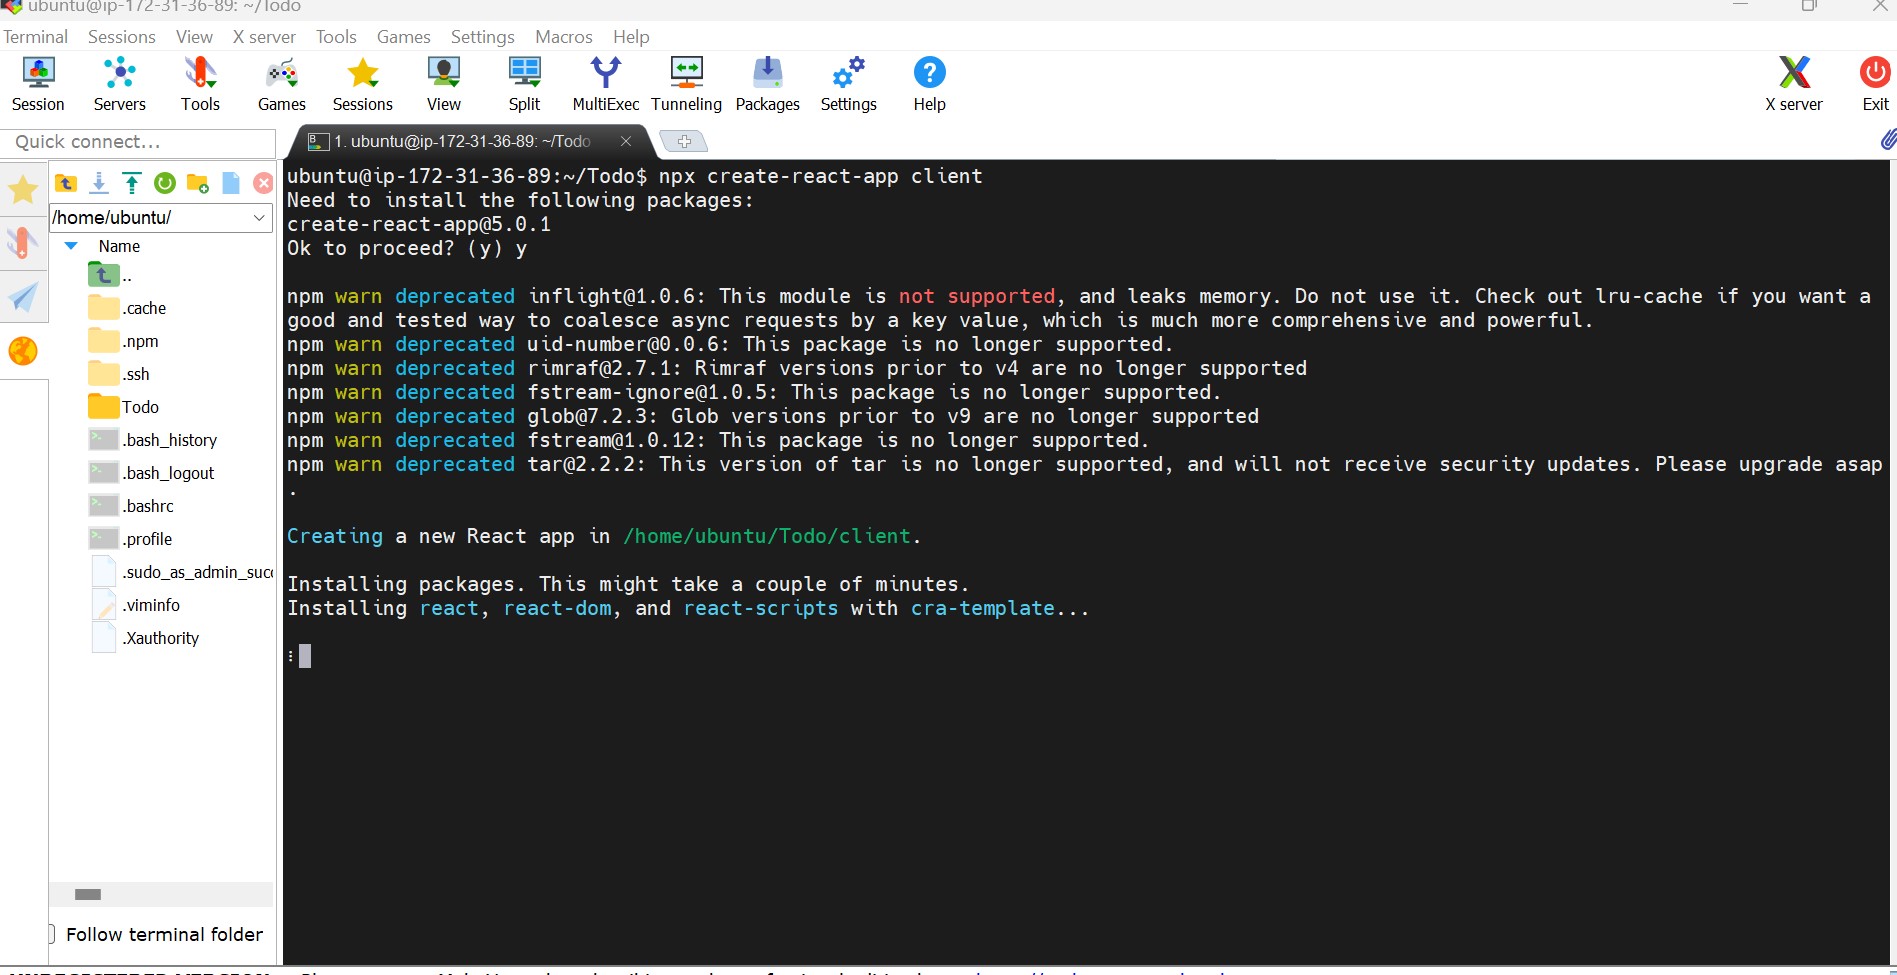 ubuntu@ip-172-31-36-89: ~/Todo
Terminal Sessions View X server Tools Games Settings Macros Help
Session Servers Tools Games Sessions View Split MultiExec Tunneling Packages Settings Help X server Exit
Quick connect...
1. ubuntu@ip-172-31-36-89: ~/Todo
/home/ubuntu/
Name
..
.cache
.npm
.ssh
Todo
.bash_history
.bash_logout
.bashrc
.profile
.sudo_as_admin_succ
.viminfo
.Xauthority
Follow terminal folder
ubuntu@ip-172-31-36-89:~/Todo$ npx create-react-app client
Need to install the following packages:
create-react-app@5.0.1
Ok to proceed? (y) y
npm warn deprecated inflight@1.0.6: This module is not supported, and leaks memory. Do not use it. Check out lru-cache if you want a
good and tested way to coalesce async requests by a key value, which is much more comprehensive and powerful.
npm warn deprecated uid-number@0.0.6: This package is no longer supported.
npm warn deprecated rimraf@2.7.1: Rimraf versions prior to v4 are no longer supported
npm warn deprecated fstream-ignore@1.0.5: This package is no longer supported.
npm warn deprecated glob@7.2.3: Glob versions prior to v9 are no longer supported
npm warn deprecated fstream@1.0.12: This package is no longer supported.
npm warn deprecated tar@2.2.2: This version of tar is no longer supported, and will not receive security updates. Please upgrade asap
.
Creating a new React app in /home/ubuntu/Todo/client.
Installing packages. This might take a couple of minutes.
Installing react, react-dom, and react-scripts with cra-template...